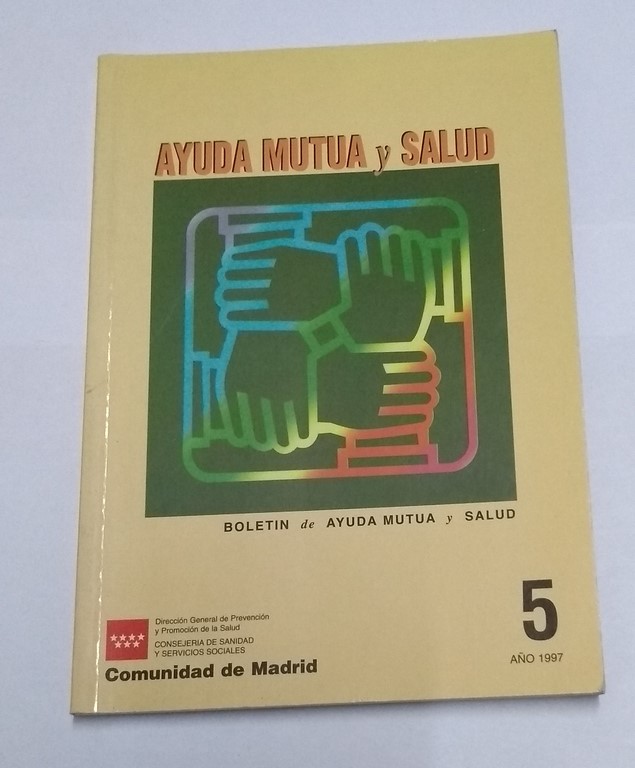 AYUDA MUTUA y SALUD
BOLETIN de AYUDA MUTUA y SALUD
5
AÑO 1997
Dirección General de Prevención
y Promoción de la Salud
CONSEJERIA DE SANIDAD
Y SERVICIOS SOCIALES
Comunidad de Madrid